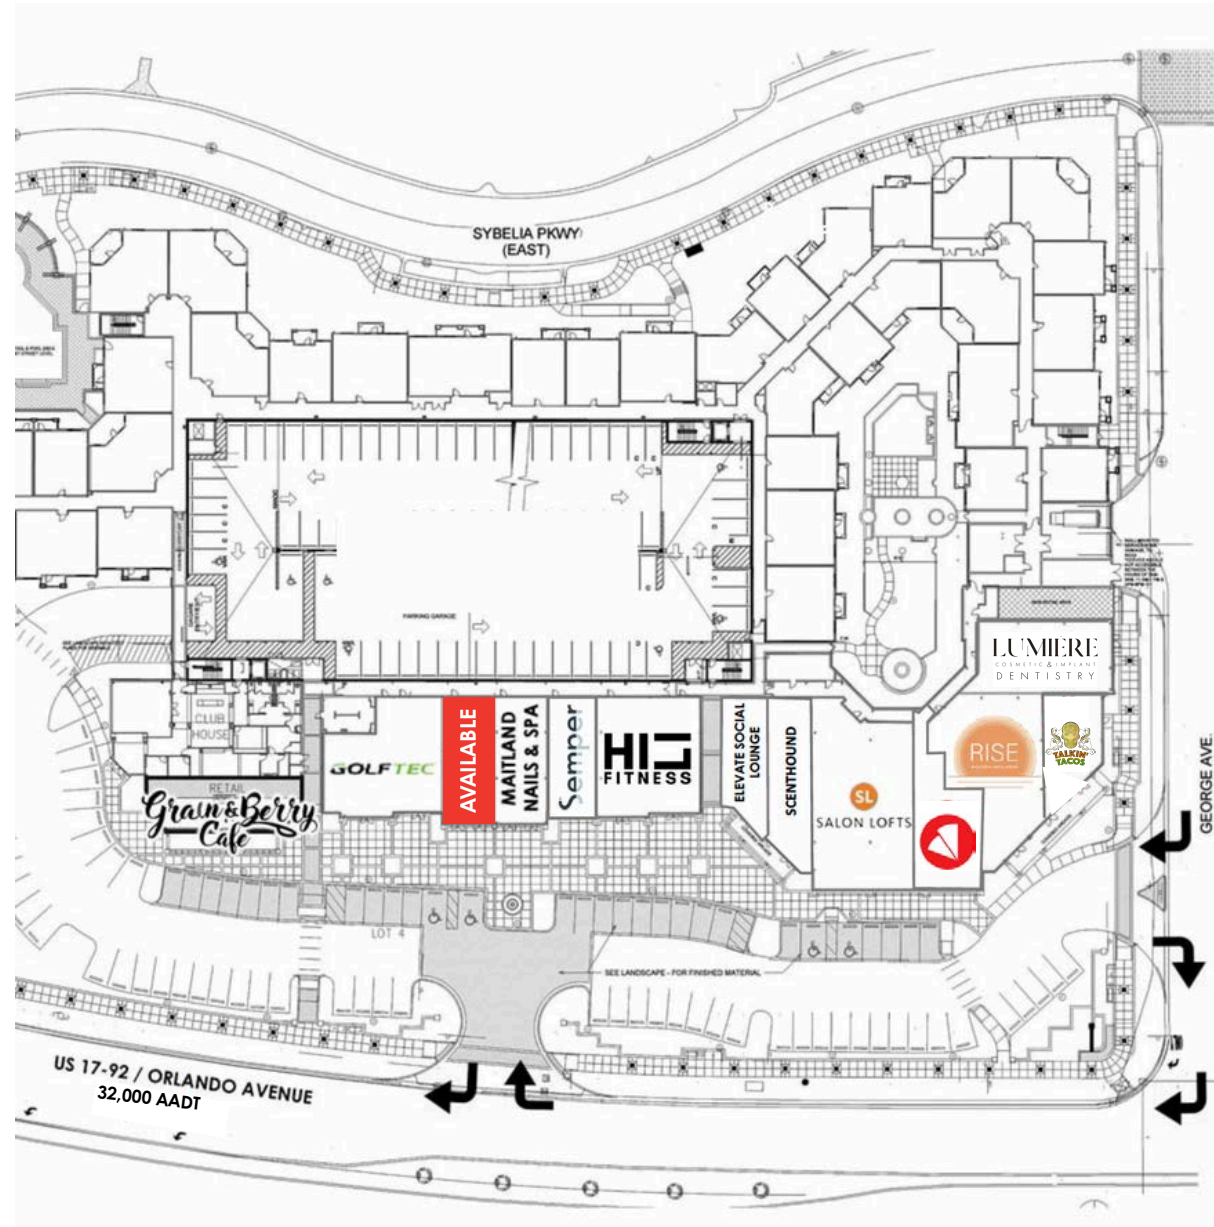 SYBELIA PKWY
(EAST)
PARKING GARAGE
LUMIERE
COSMETIC & IMPLANT
DENTISTRY
CLUB
HOUSE
GOLFTEC
AVAILABLE
MAITLAND
NAILS & SPA
Semper
HIT
FITNESS
ELEVATE SOCIAL
LOUNGE
SCENTHOUND
SL
SALON LOFTS
RISE
TALKIN'
TACOS
GEORGE AVE.
RETAIL
Grain & Berry
Cafe
LOT 4
SEE LANDSCAPE - FOR FINISHED MATERIAL
US 17-92 / ORLANDO AVENUE
32,000 AADT